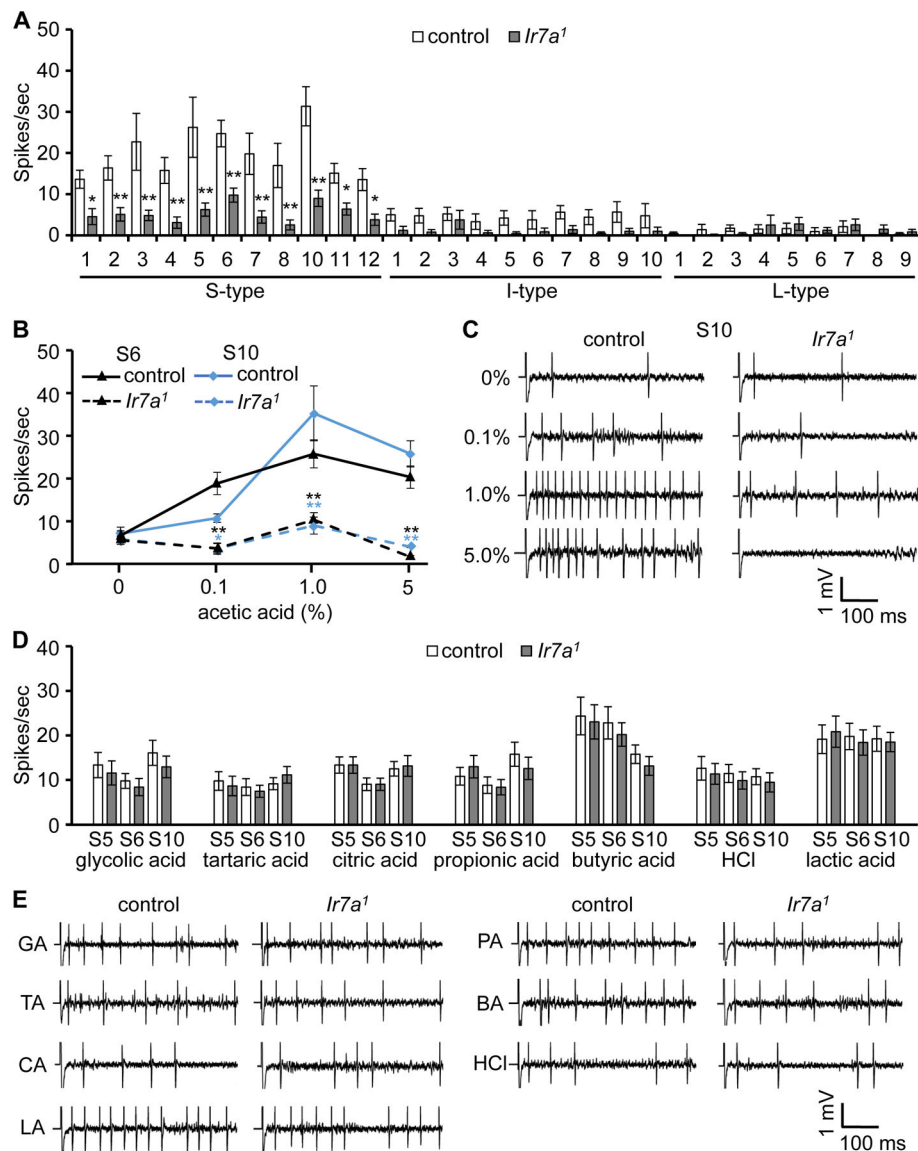 A
control Ir7a¹
Spikes/sec
50
40
30
20
10
0
* ** ** ** ** ** ** ** ** * *
1 2 3 4 5 6 7 8 10 11 12 1 2 3 4 5 6 7 8 9 10 1 2 3 4 5 6 7 8 9
S-type I-type L-type
B
S6 S10
control control
Ir7a¹ Ir7a¹
Spikes/sec
50
40
30
20
10
0
** ** **
* ** **
0 0.1 1.0 5
acetic acid (%)
C
S10
control Ir7a¹
0%
0.1%
1.0%
5.0%
1 mV
100 ms
D
control Ir7a¹
Spikes/sec
40
30
20
10
0
S5 S6 S10 S5 S6 S10 S5 S6 S10 S5 S6 S10 S5 S6 S10 S5 S6 S10 S5 S6 S10
glycolic acid tartaric acid citric acid propionic acid butyric acid HCl lactic acid
E
control Ir7a¹ control Ir7a¹
GA PA
TA BA
CA HCl
LA
1 mV
100 ms